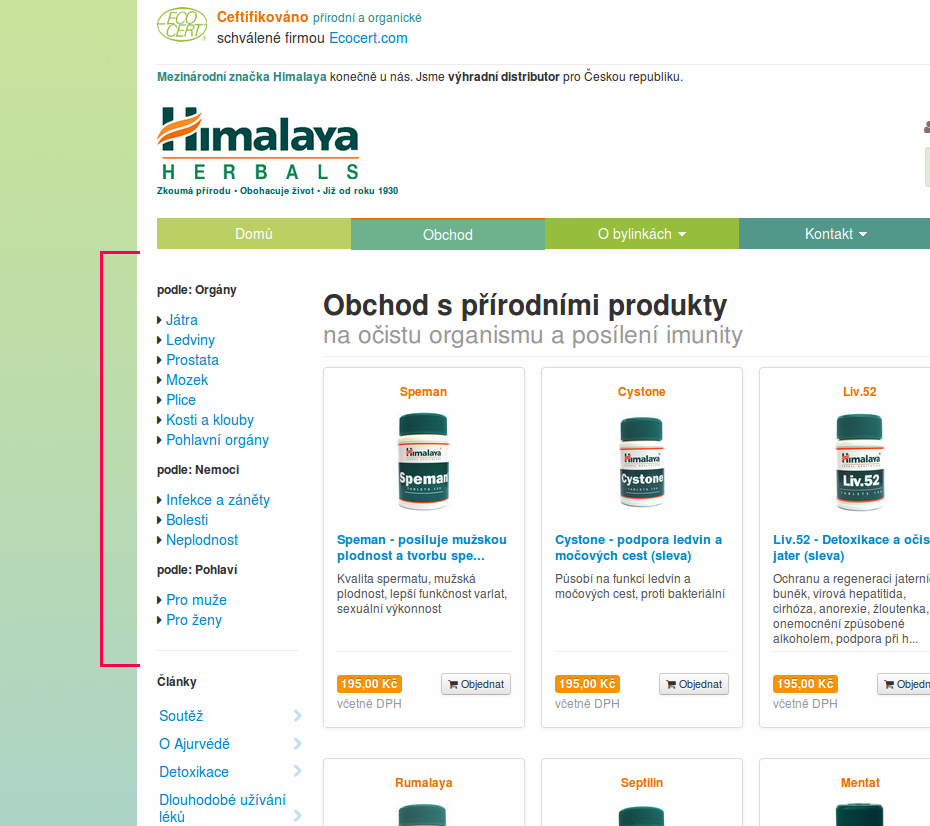 ECO
CERT
Ceftifikováno přírodní a organické
schválené firmou Ecocert.com
Mezinárodní značka Himalaya konečně u nás. Jsme výhradní distributor pro Českou republiku.
Himalaya
HERBALS
Zkoumá přírodu • Obohacuje život • Již od roku 1930
Domů
Obchod
O bylinkách
Kontakt
podle: Orgány
Játra
Ledviny
Prostata
Mozek
Plíce
Kosti a klouby
Pohlavní orgány
podle: Nemoci
Infekce a záněty
Bolesti
Neplodnost
podle: Pohlaví
Pro muže
Pro ženy
Články
Soutěž
O Ajurvédě
Detoxikace
Dlouhodobé užívání
léků
Obchod s přírodními produkty
na očistu organismu a posílení imunity
Speman
Himalaya
Speman
Speman - posiluje mužskou
plodnost a tvorbu spe...
Kvalita spermatu, mužská
plodnost, lepší funkčnost varlat,
sexuální výkonnost
195,00 Kč
Objednat
včetně DPH
Cystone
Himalaya
Cystone
Cystone - podpora ledvin a
močových cest (sleva)
Působí na funkci ledvin a
močových cest, proti bakteriální
195,00 Kč
Objednat
včetně DPH
Liv.52
Himalaya
Liv.52
Liv.52 - Detoxikace a očis
jater (sleva)
Ochranu a regeneraci jaterní
buněk, virová hepatitida,
cirhóza, anorexie, žloutenka,
onemocnění způsobené
alkoholem, podpora při h...
195,00 Kč
Objedn
včetně DPH
Rumalaya
Septilin
Mentat